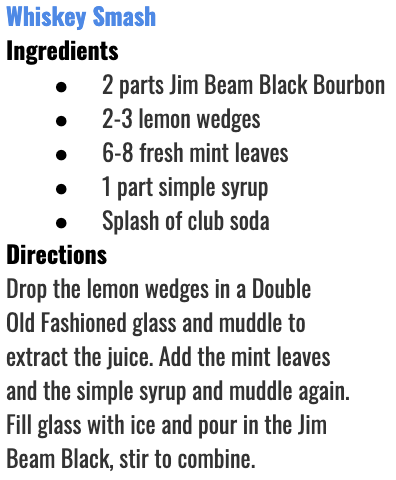 Whiskey Smash
Ingredients
● 2 parts Jim Beam Black Bourbon
● 2-3 lemon wedges
● 6-8 fresh mint leaves
● 1 part simple syrup
● Splash of club soda
Directions
Drop the lemon wedges in a Double
Old Fashioned glass and muddle to
extract the juice. Add the mint leaves
and the simple syrup and muddle again.
Fill glass with ice and pour in the Jim
Beam Black, stir to combine.